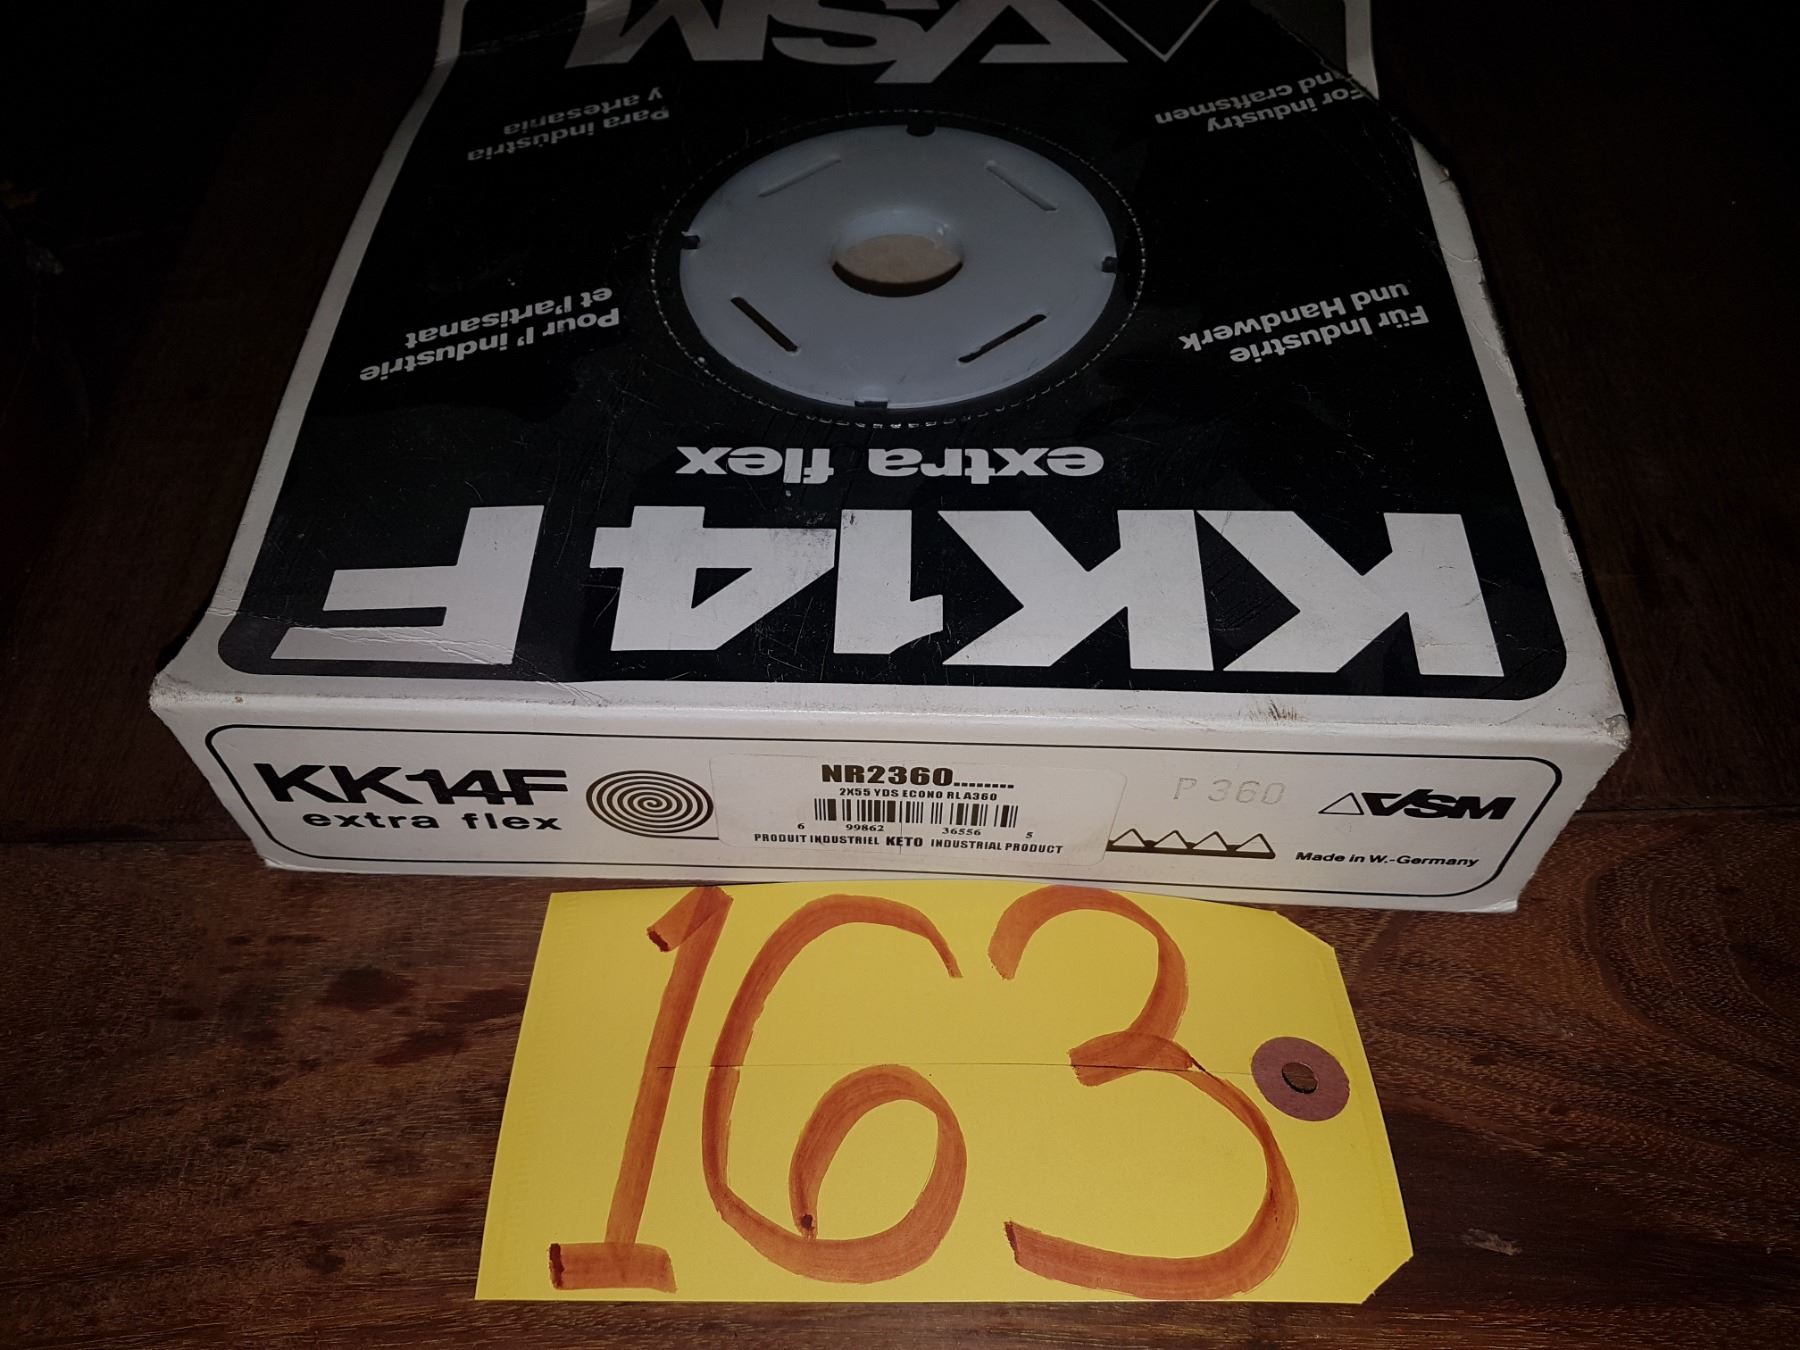 VSM
Para indústria
y artesania
For industry
and craftsmen
Pour l' industrie
et l'artisanat
Für Industrie
und Handwerk
extra flex
KK14F
KK14F
extra flex
NR2360........
2X55 YDS ECONO RLA360
6 99862 36556 5
PRODUIT INDUSTRIEL KETO INDUSTRIAL PRODUCT
P 360
VSM
Made in W.-Germany
163